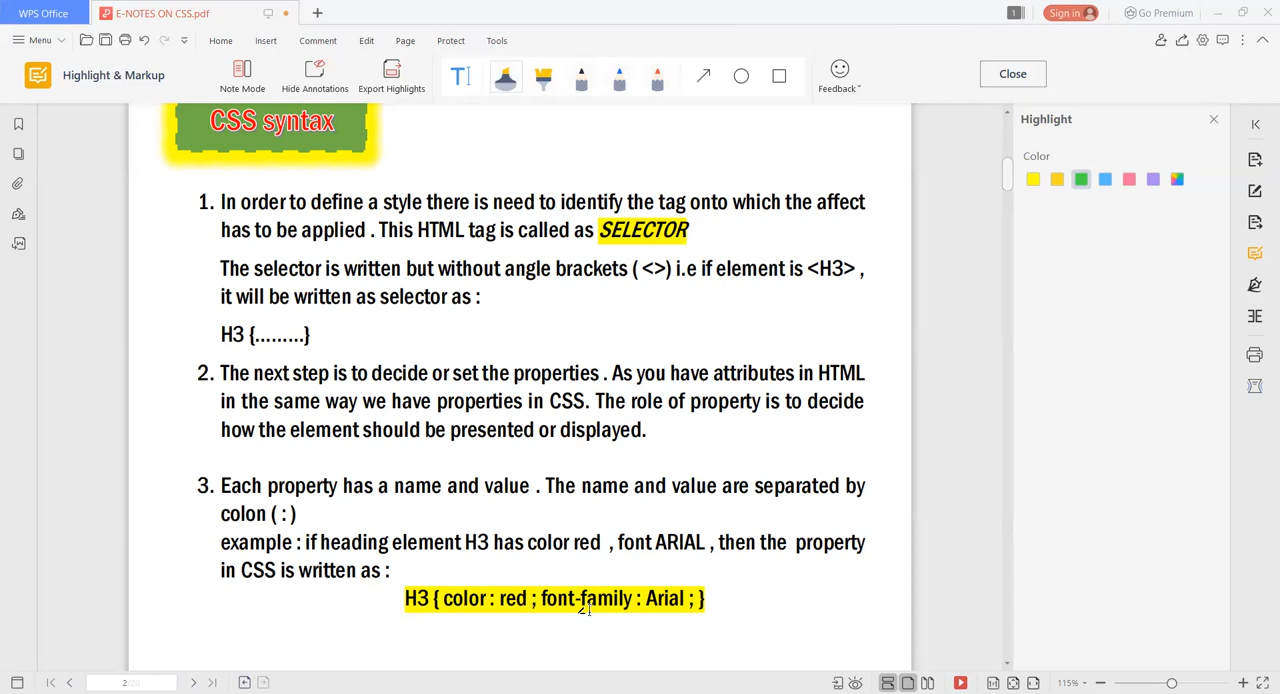 WPS Office
E-NOTES ON CSS.pdf
1
Sign in
Go Premium
Menu
Home
Insert
Comment
Edit
Page
Protect
Tools
Highlight & Markup
Note Mode
Hide Annotations
Export Highlights
Feedback
Close
CSS syntax
1. In order to define a style there is need to identify the tag onto which the affect
has to be applied . This HTML tag is called as SELECTOR
The selector is written but without angle brackets ( <>) i.e if element is <H3> ,
it will be written as selector as :
H3 {.........}
2. The next step is to decide or set the properties . As you have attributes in HTML
in the same way we have properties in CSS. The role of property is to decide
how the element should be presented or displayed.
3. Each property has a name and value . The name and value are separated by
colon ( : )
example : if heading element H3 has color red , font ARIAL , then the property
in CSS is written as :
H3 { color : red ; font-family : Arial ; }
Highlight
Color
2/20
115%